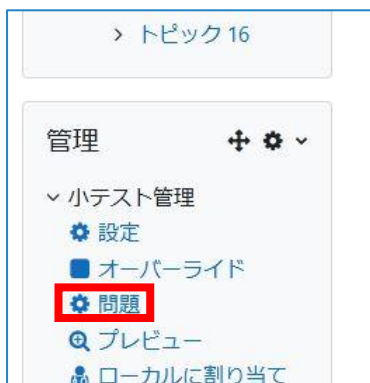 トピック 16
管理
小テスト管理
設定
オーバーライド
問題
プレビュー
ローカルに割り当て